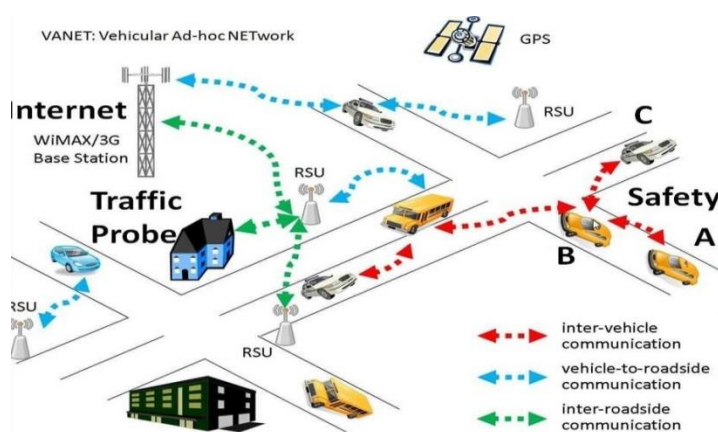 VANET: Vehicular Ad-hoc NETwork
GPS
Internet
WiMAX/3G
Base Station
RSU
C
RSU
Traffic
Probe
Safety
A
B
RSU
RSU
inter-vehicle
communication
vehicle-to-roadside
communication
inter-roadside
communication